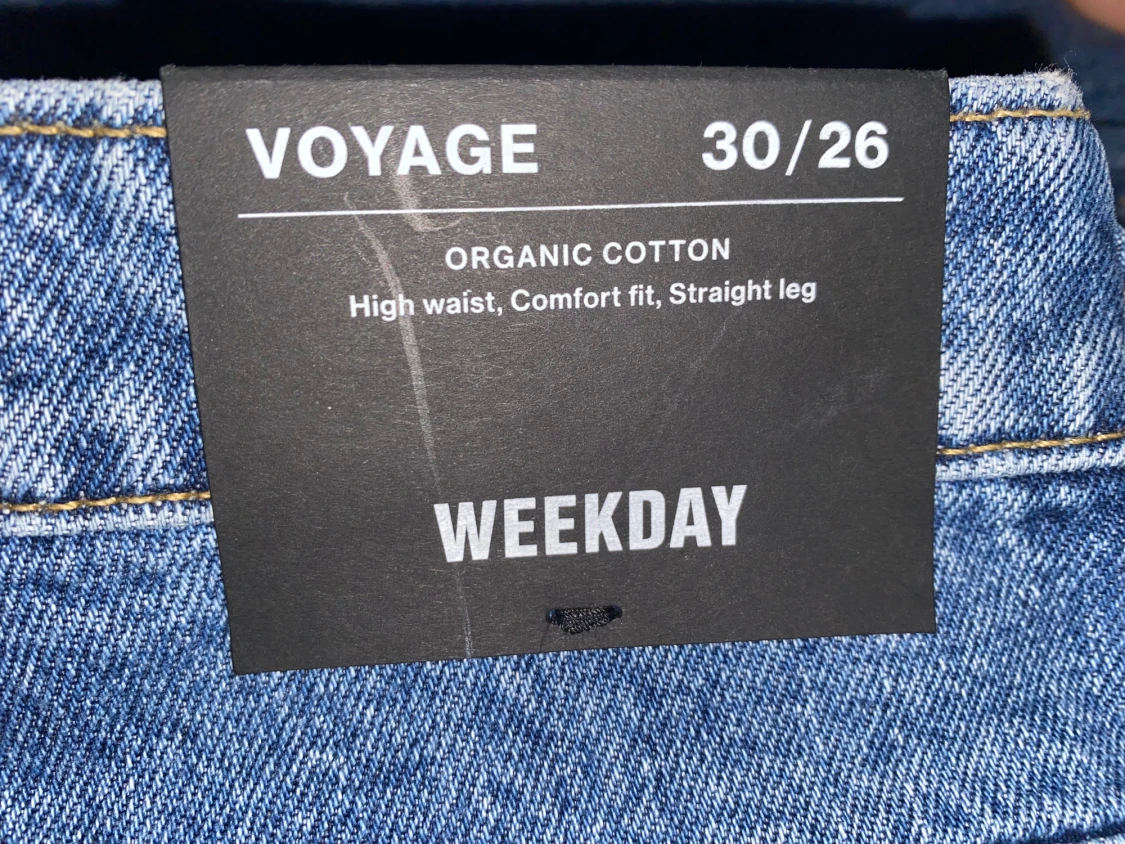 VOYAGE 30/26
ORGANIC COTTON
High waist, Comfort fit, Straight leg
WEEKDAY